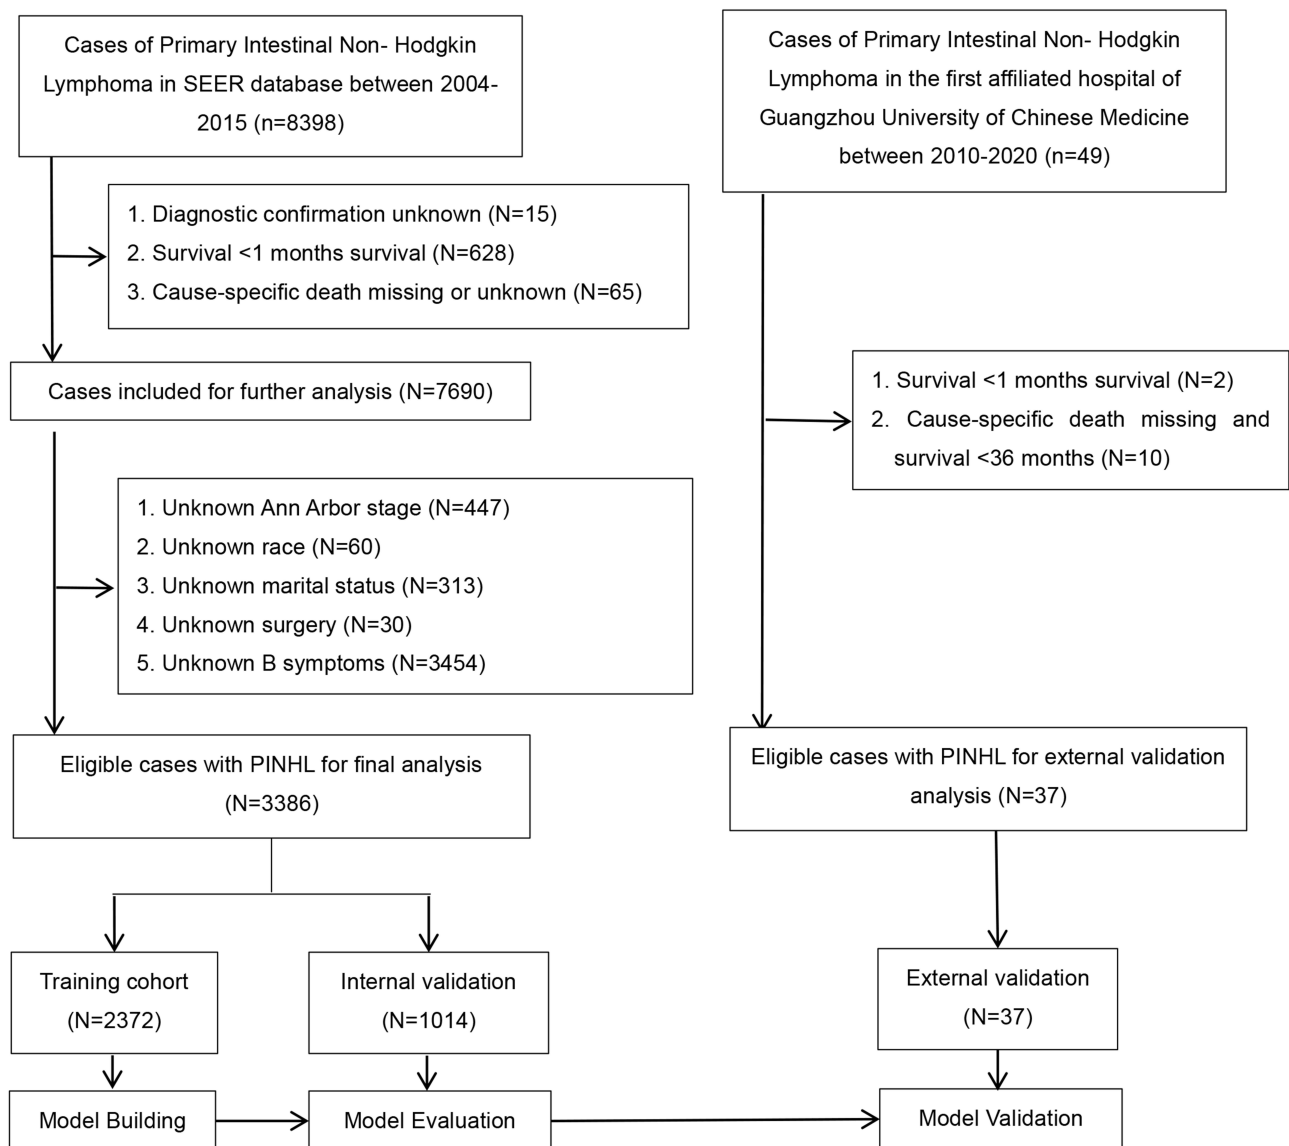 Cases of Primary Intestinal Non- Hodgkin
Lymphoma in SEER database between 2004-
2015 (n=8398)
1. Diagnostic confirmation unknown (N=15)
2. Survival <1 months survival (N=628)
3. Cause-specific death missing or unknown (N=65)
Cases included for further analysis (N=7690)
1. Unknown Ann Arbor stage (N=447)
2. Unknown race (N=60)
3. Unknown marital status (N=313)
4. Unknown surgery (N=30)
5. Unknown B symptoms (N=3454)
Eligible cases with PINHL for final analysis
(N=3386)
Training cohort
(N=2372)
Internal validation
(N=1014)
Model Building
Model Evaluation
Cases of Primary Intestinal Non- Hodgkin
Lymphoma in the first affiliated hospital of
Guangzhou University of Chinese Medicine
between 2010-2020 (n=49)
1. Survival <1 months survival (N=2)
2. Cause-specific death missing and
survival <36 months (N=10)
Eligible cases with PINHL for external validation
analysis (N=37)
External validation
(N=37)
Model Validation